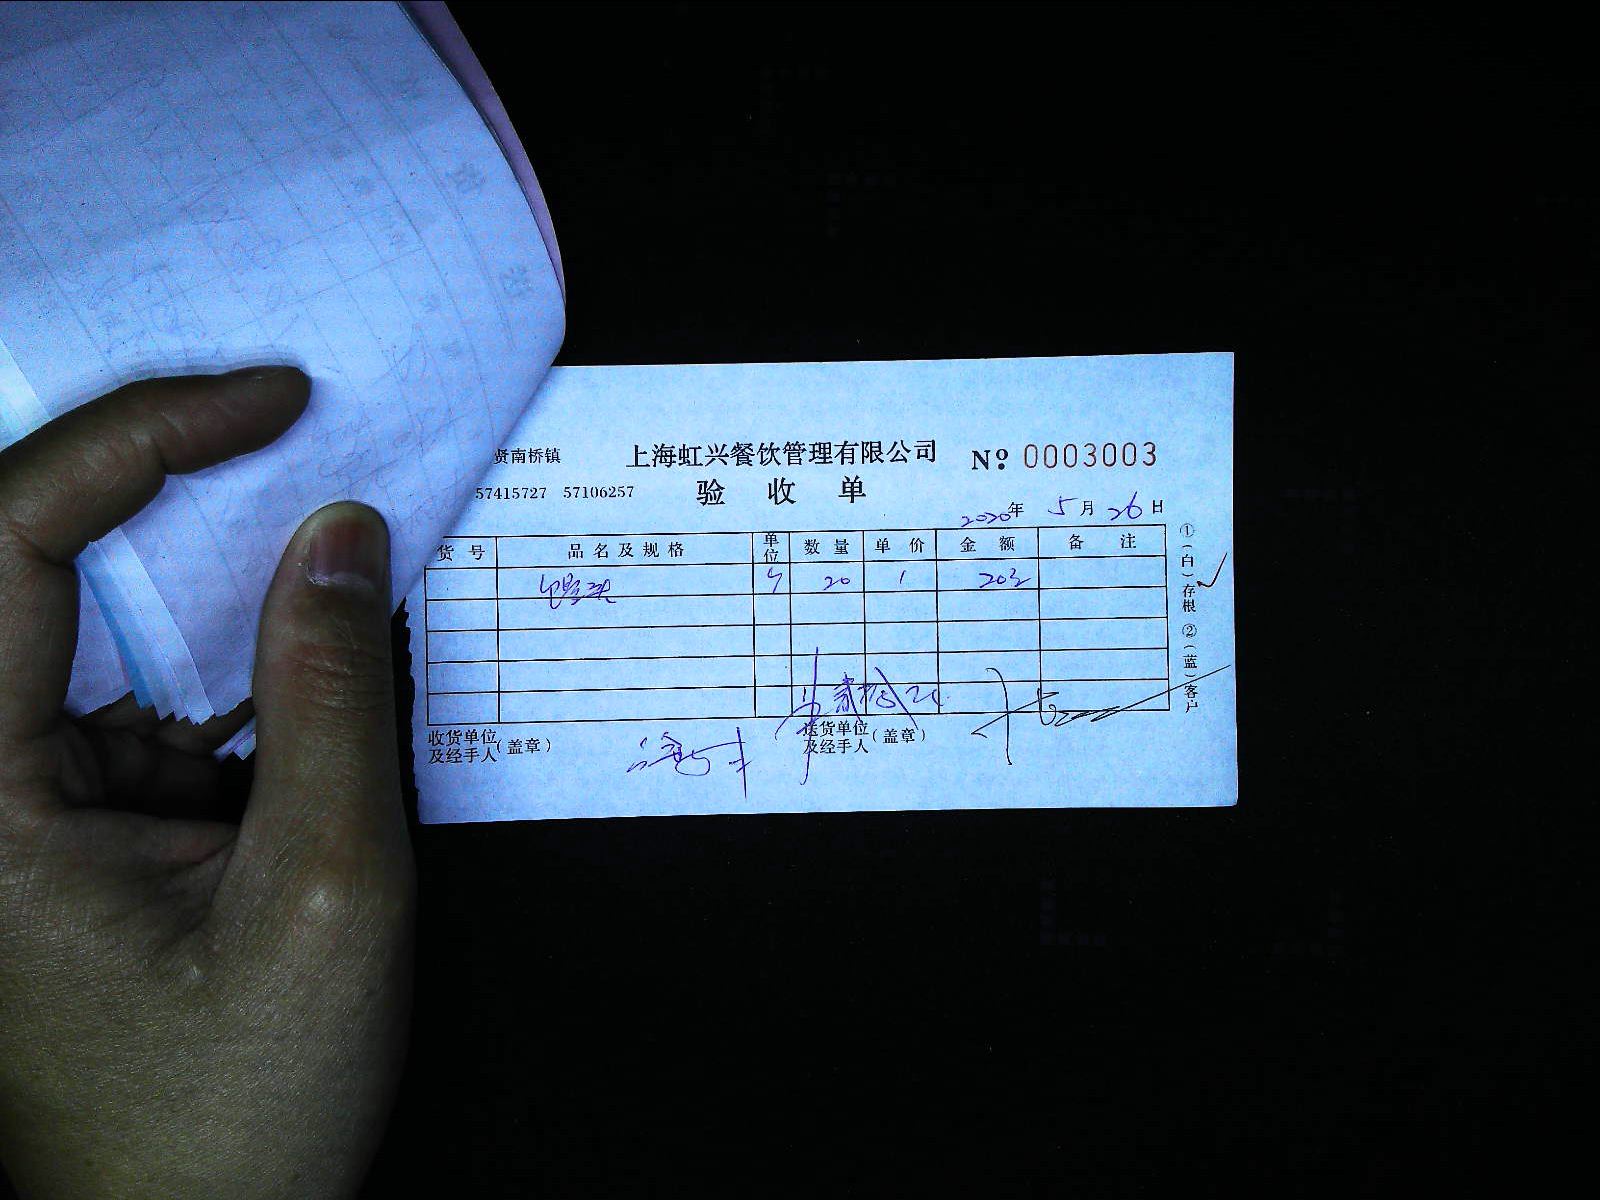 贤南桥镇 上海虹兴餐饮管理有限公司 No 0003003
57415727 57106257 验收单
2020年 5月26日
货号 品名及规格 单位 数量 单价 金额 备注
20 1 20
收货单位及经手人(盖章) 送货单位及经手人(盖章)
①(白)存根 ②(蓝)客户